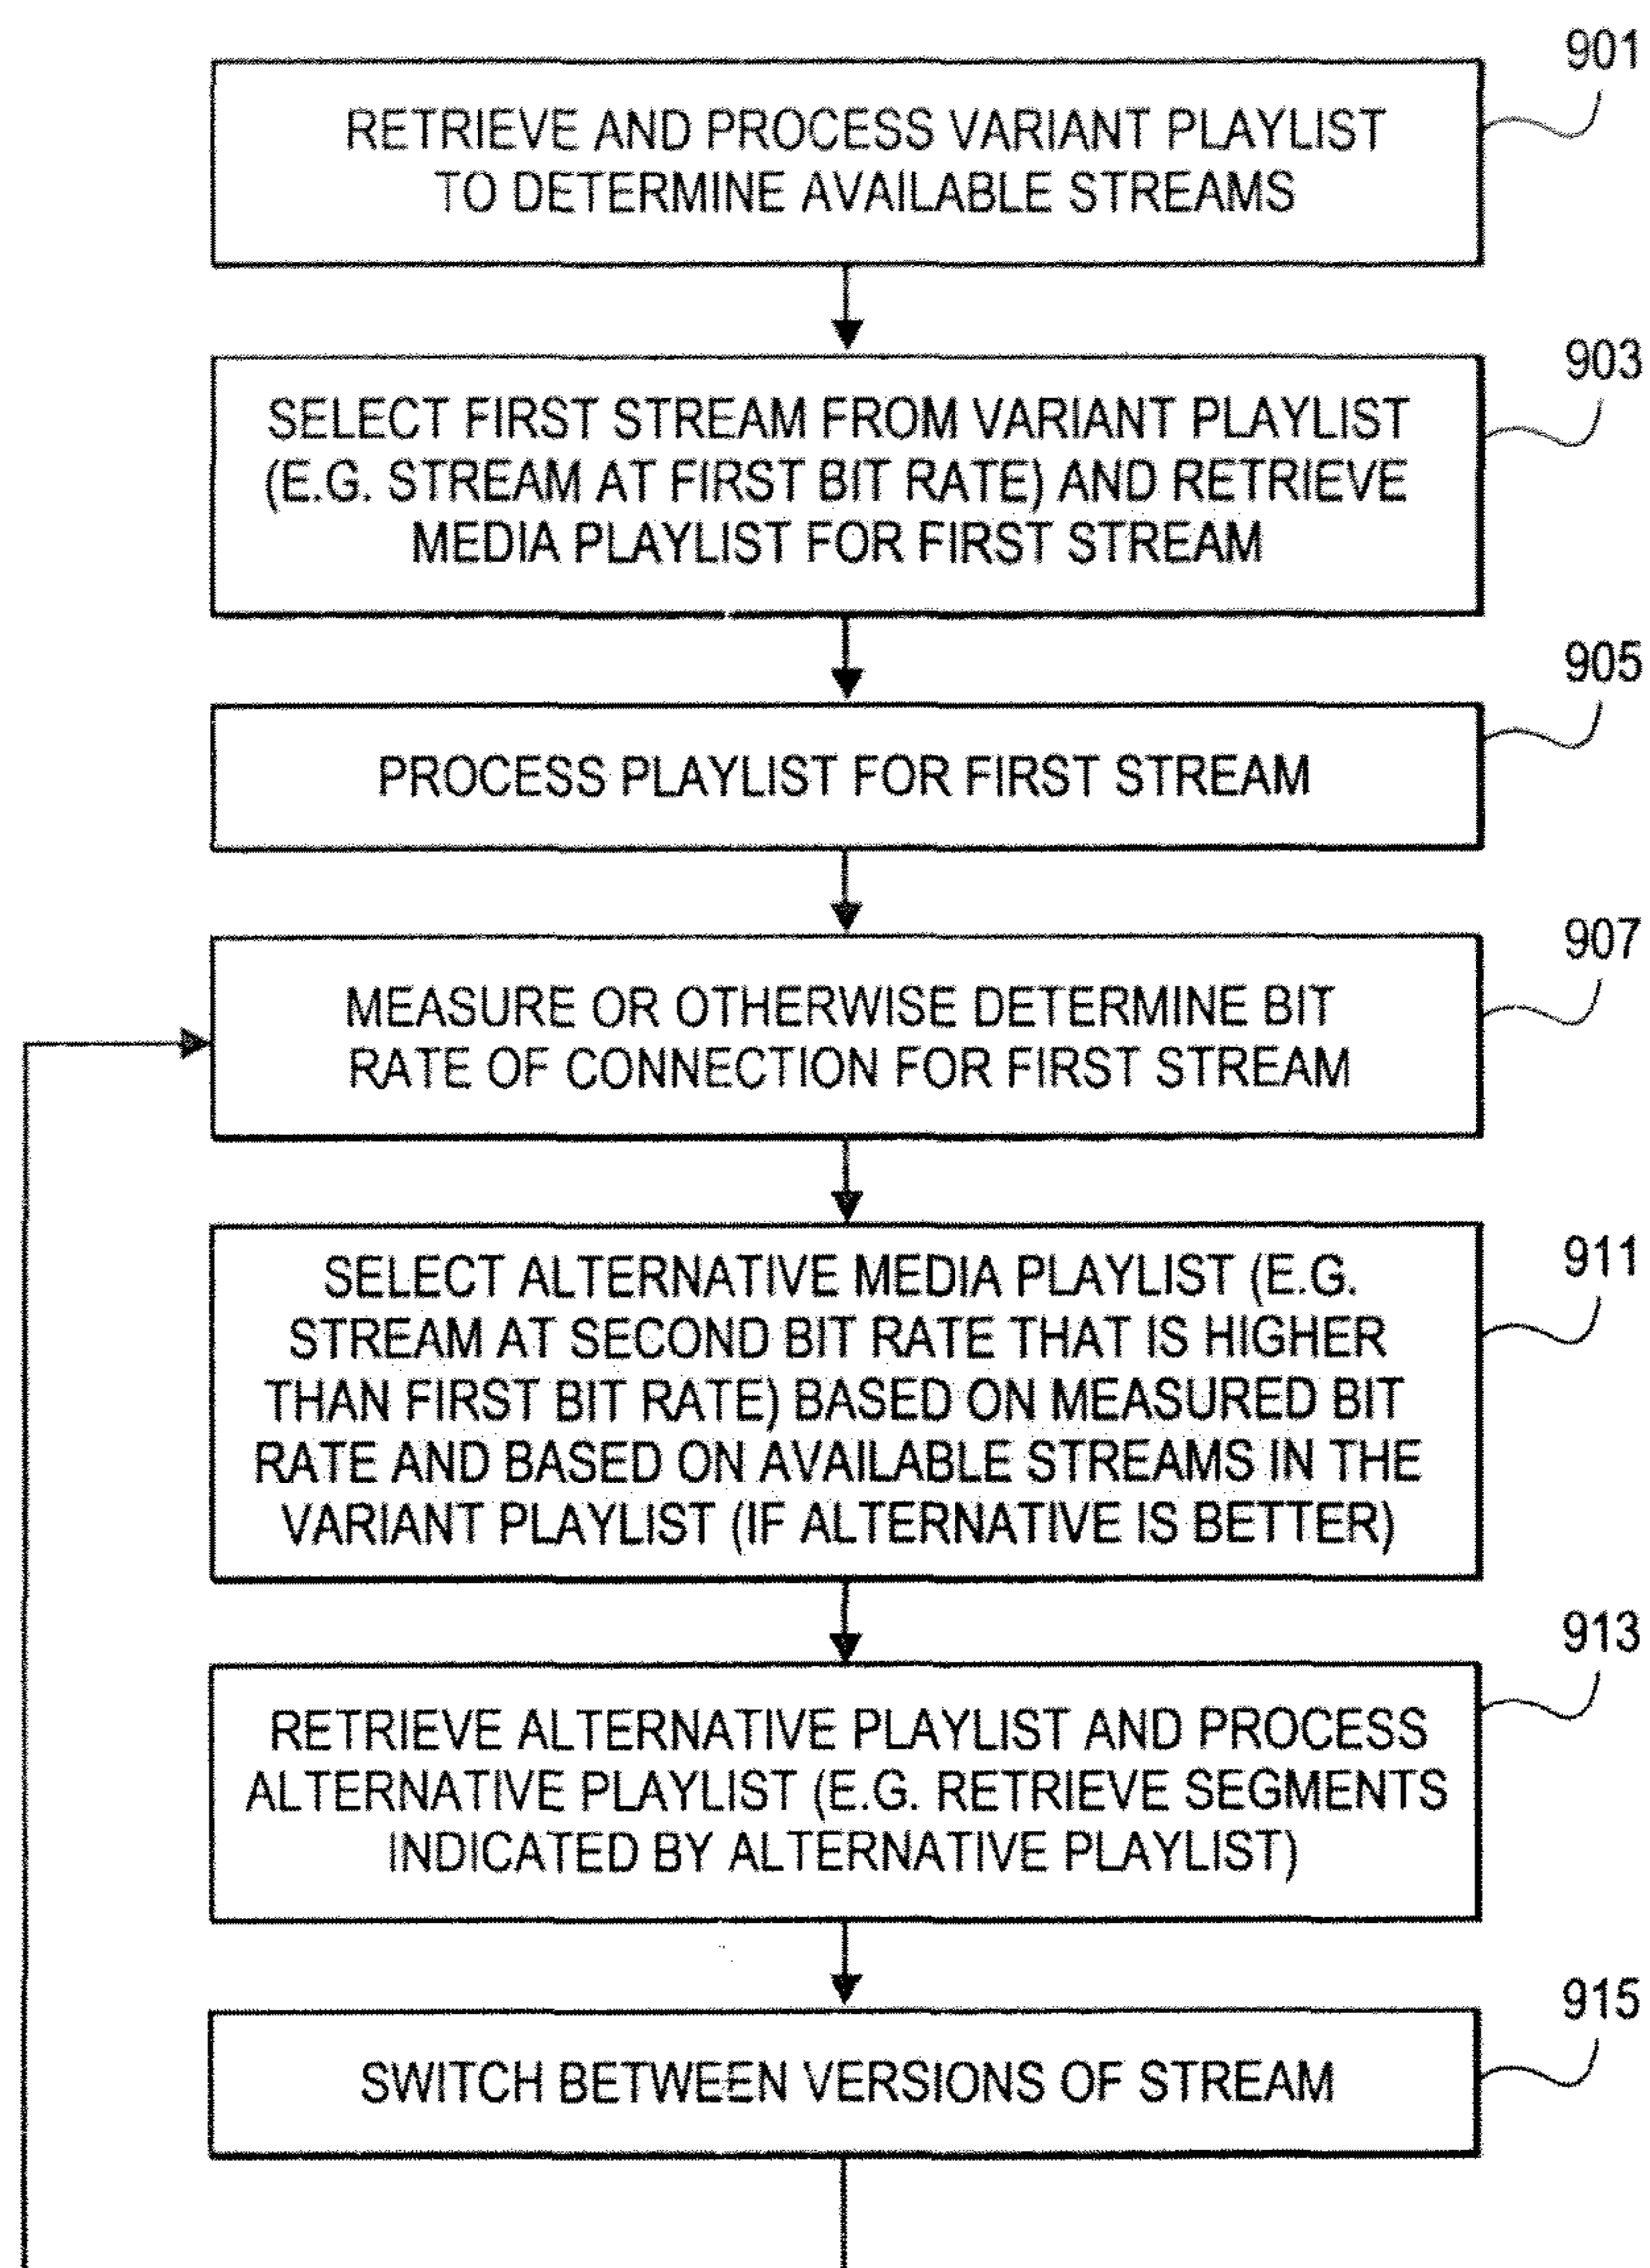 901
RETRIEVE AND PROCESS VARIANT PLAYLIST
TO DETERMINE AVAILABLE STREAMS
903
SELECT FIRST STREAM FROM VARIANT PLAYLIST
(E.G. STREAM AT FIRST BIT RATE) AND RETRIEVE
MEDIA PLAYLIST FOR FIRST STREAM
905
PROCESS PLAYLIST FOR FIRST STREAM
907
MEASURE OR OTHERWISE DETERMINE BIT
RATE OF CONNECTION FOR FIRST STREAM
911
SELECT ALTERNATIVE MEDIA PLAYLIST (E.G.
STREAM AT SECOND BIT RATE THAT IS HIGHER
THAN FIRST BIT RATE) BASED ON MEASURED BIT
RATE AND BASED ON AVAILABLE STREAMS IN THE
VARIANT PLAYLIST (IF ALTERNATIVE IS BETTER)
913
RETRIEVE ALTERNATIVE PLAYLIST AND PROCESS
ALTERNATIVE PLAYLIST (E.G. RETRIEVE SEGMENTS
INDICATED BY ALTERNATIVE PLAYLIST)
915
SWITCH BETWEEN VERSIONS OF STREAM